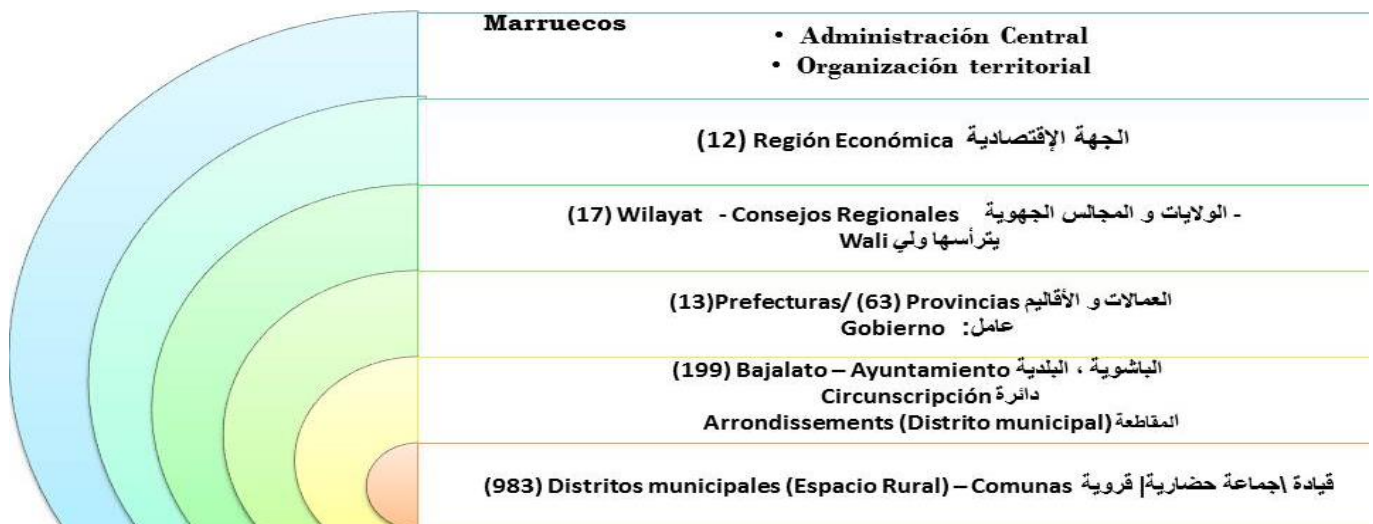 Marruecos
• Administración Central
• Organización territorial
(12) Región Económica الجهة الإقتصادية
(17) Wilayat - Consejos Regionales الولايات و المجالس الجهوية -
يترأسها ولي Wali
(13)Prefecturas/ (63) Provincias العمالات و الأقاليم
Gobierno :عامل
(199) Bajalato – Ayuntamiento الباشوية ، البلدية
Circunscripción دائرة
Arrondissements (Distrito municipal) المقاطعة
(983) Distritos municipales (Espacio Rural) – Comunas قيادة \جماعة حضارية| قروية